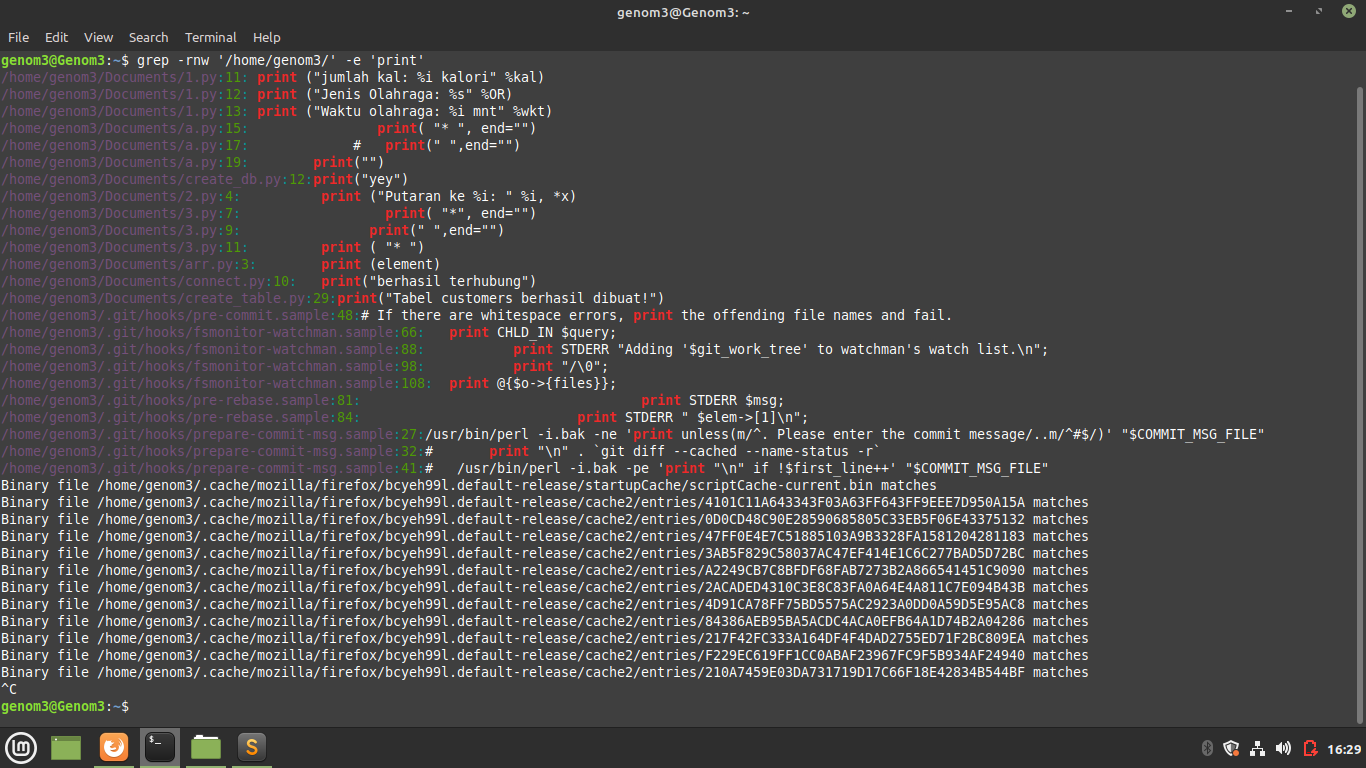 genom3@Genom3: ~
File Edit View Search Terminal Help
genom3@Genom3:~$ grep -rnw '/home/genom3/' -e 'print'
/home/genom3/Documents/1.py:11: print ("jumlah kal: %i kalori" %kal)
/home/genom3/Documents/1.py:12: print ("Jenis Olahraga: %s" %OR)
/home/genom3/Documents/1.py:13: print ("Waktu olahraga: %i mnt" %wkt)
/home/genom3/Documents/a.py:15:                print( "* ", end="")
/home/genom3/Documents/a.py:17:             #   print(" ",end="")
/home/genom3/Documents/a.py:19:        print("")
/home/genom3/Documents/create_db.py:12:print("yey")
/home/genom3/Documents/2.py:4:          print ("Putaran ke %i: " %i, *x)
/home/genom3/Documents/3.py:7:                  print( "*", end="")
/home/genom3/Documents/3.py:9:                print(" ",end="")
/home/genom3/Documents/3.py:11:         print ( "* ")
/home/genom3/Documents/arr.py:3:        print (element)
/home/genom3/Documents/connect.py:10:   print("berhasil terhubung")
/home/genom3/Documents/create_table.py:29:print("Tabel customers berhasil dibuat!")
/home/genom3/.git/hooks/pre-commit.sample:48:# If there are whitespace errors, print the offending file names and fail.
/home/genom3/.git/hooks/fsmonitor-watchman.sample:66:   print CHLD_IN $query;
/home/genom3/.git/hooks/fsmonitor-watchman.sample:88:           print STDERR "Adding '$git_work_tree' to watchman's watch list.\n";
/home/genom3/.git/hooks/fsmonitor-watchman.sample:98:           print "/\0";
/home/genom3/.git/hooks/fsmonitor-watchman.sample:108:  print @{$o->{files}};
/home/genom3/.git/hooks/pre-rebase.sample:81:                                   print STDERR $msg;
/home/genom3/.git/hooks/pre-rebase.sample:84:                           print STDERR " $elem->[1]\n";
/home/genom3/.git/hooks/prepare-commit-msg.sample:27:/usr/bin/perl -i.bak -ne 'print unless(m/^. Please enter the commit message/..m/^#$/)' "$COMMIT_MSG_FILE"
/home/genom3/.git/hooks/prepare-commit-msg.sample:32:#       print "\n" . `git diff --cached --name-status -r`
/home/genom3/.git/hooks/prepare-commit-msg.sample:41:#   /usr/bin/perl -i.bak -pe 'print "\n" if !$first_line++' "$COMMIT_MSG_FILE"
Binary file /home/genom3/.cache/mozilla/firefox/bcyeh99l.default-release/startupCache/scriptCache-current.bin matches
Binary file /home/genom3/.cache/mozilla/firefox/bcyeh99l.default-release/cache2/entries/4101C11A643343F03A63FF643FF9EEE7D950A15A matches
Binary file /home/genom3/.cache/mozilla/firefox/bcyeh99l.default-release/cache2/entries/0D0CD48C90E28590685805C33EB5F06E43375132 matches
Binary file /home/genom3/.cache/mozilla/firefox/bcyeh99l.default-release/cache2/entries/47FF0E4E7C51885103A9B3328FA1581204281183 matches
Binary file /home/genom3/.cache/mozilla/firefox/bcyeh99l.default-release/cache2/entries/3AB5F829C58037AC47EF414E1C6C277BAD5D72BC matches
Binary file /home/genom3/.cache/mozilla/firefox/bcyeh99l.default-release/cache2/entries/A2249CB7C8BFDF68FAB7273B2A866541451C9090 matches
Binary file /home/genom3/.cache/mozilla/firefox/bcyeh99l.default-release/cache2/entries/2ACADED4310C3E8C83FA0A64E4A811C7E094B43B matches
Binary file /home/genom3/.cache/mozilla/firefox/bcyeh99l.default-release/cache2/entries/4D91CA78FF75BD5575AC2923A0DD0A59D5E95AC8 matches
Binary file /home/genom3/.cache/mozilla/firefox/bcyeh99l.default-release/cache2/entries/84386AEB95BA5ACDC4ACA0EFB64A1D74B2A04286 matches
Binary file /home/genom3/.cache/mozilla/firefox/bcyeh99l.default-release/cache2/entries/217F42FC333A164DF4F4DAD2755ED71F2BC809EA matches
Binary file /home/genom3/.cache/mozilla/firefox/bcyeh99l.default-release/cache2/entries/F229EC619FF1CC0ABAF23967FC9F5B934AF24940 matches
Binary file /home/genom3/.cache/mozilla/firefox/bcyeh99l.default-release/cache2/entries/210A7459E03DA731719D17C66F18E42834B544BF matches
^C
genom3@Genom3:~$
16:29